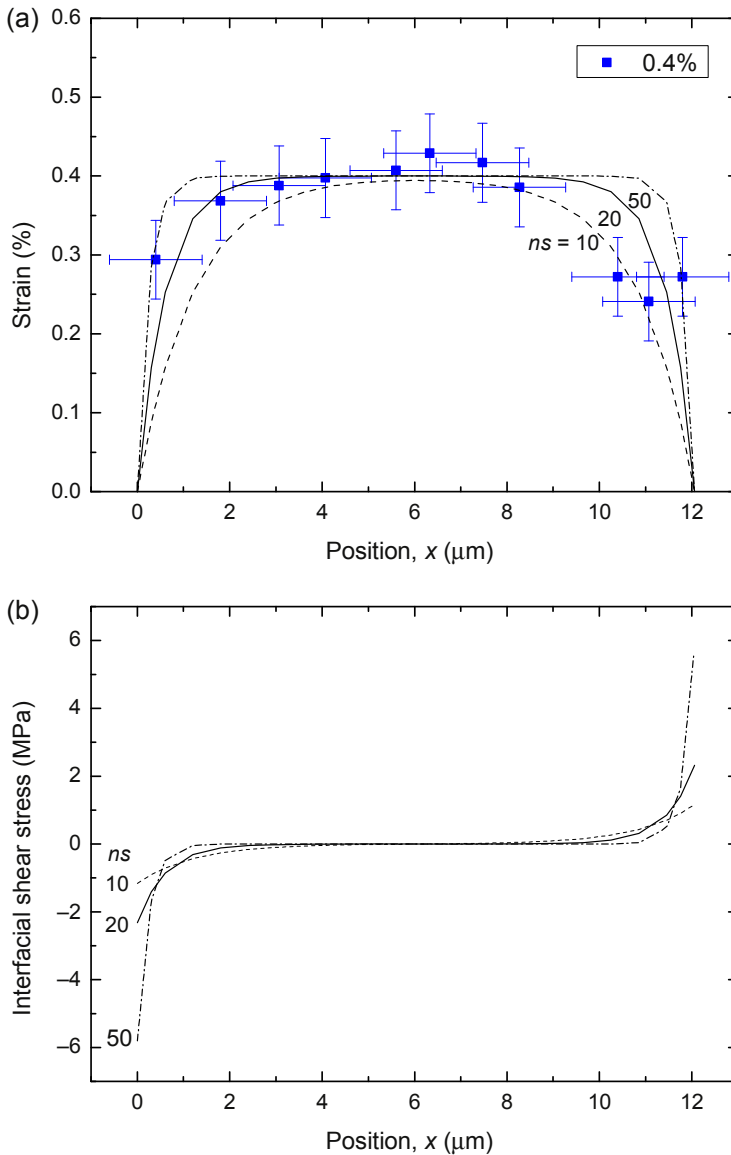 (a)
0.6
0.4%
0.5
0.4
50
20
ns = 10
0.3
Strain (%)
0.2
0.1
0.0
0 2 4 6 8 10 12
Position, x (μm)
(b)
6
4
2
0
ns
10
−2
20
−4
50
−6
Interfacial shear stress (MPa)
0 2 4 6 8 10 12
Position, x (μm)